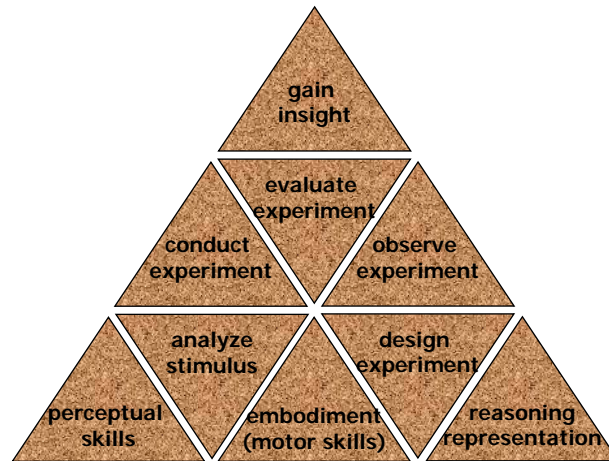 gain
insight
evaluate
experiment
conduct
experiment
observe
experiment
analyze
stimulus
design
experiment
perceptual
skills
embodiment
(motor skills)
reasoning
representation